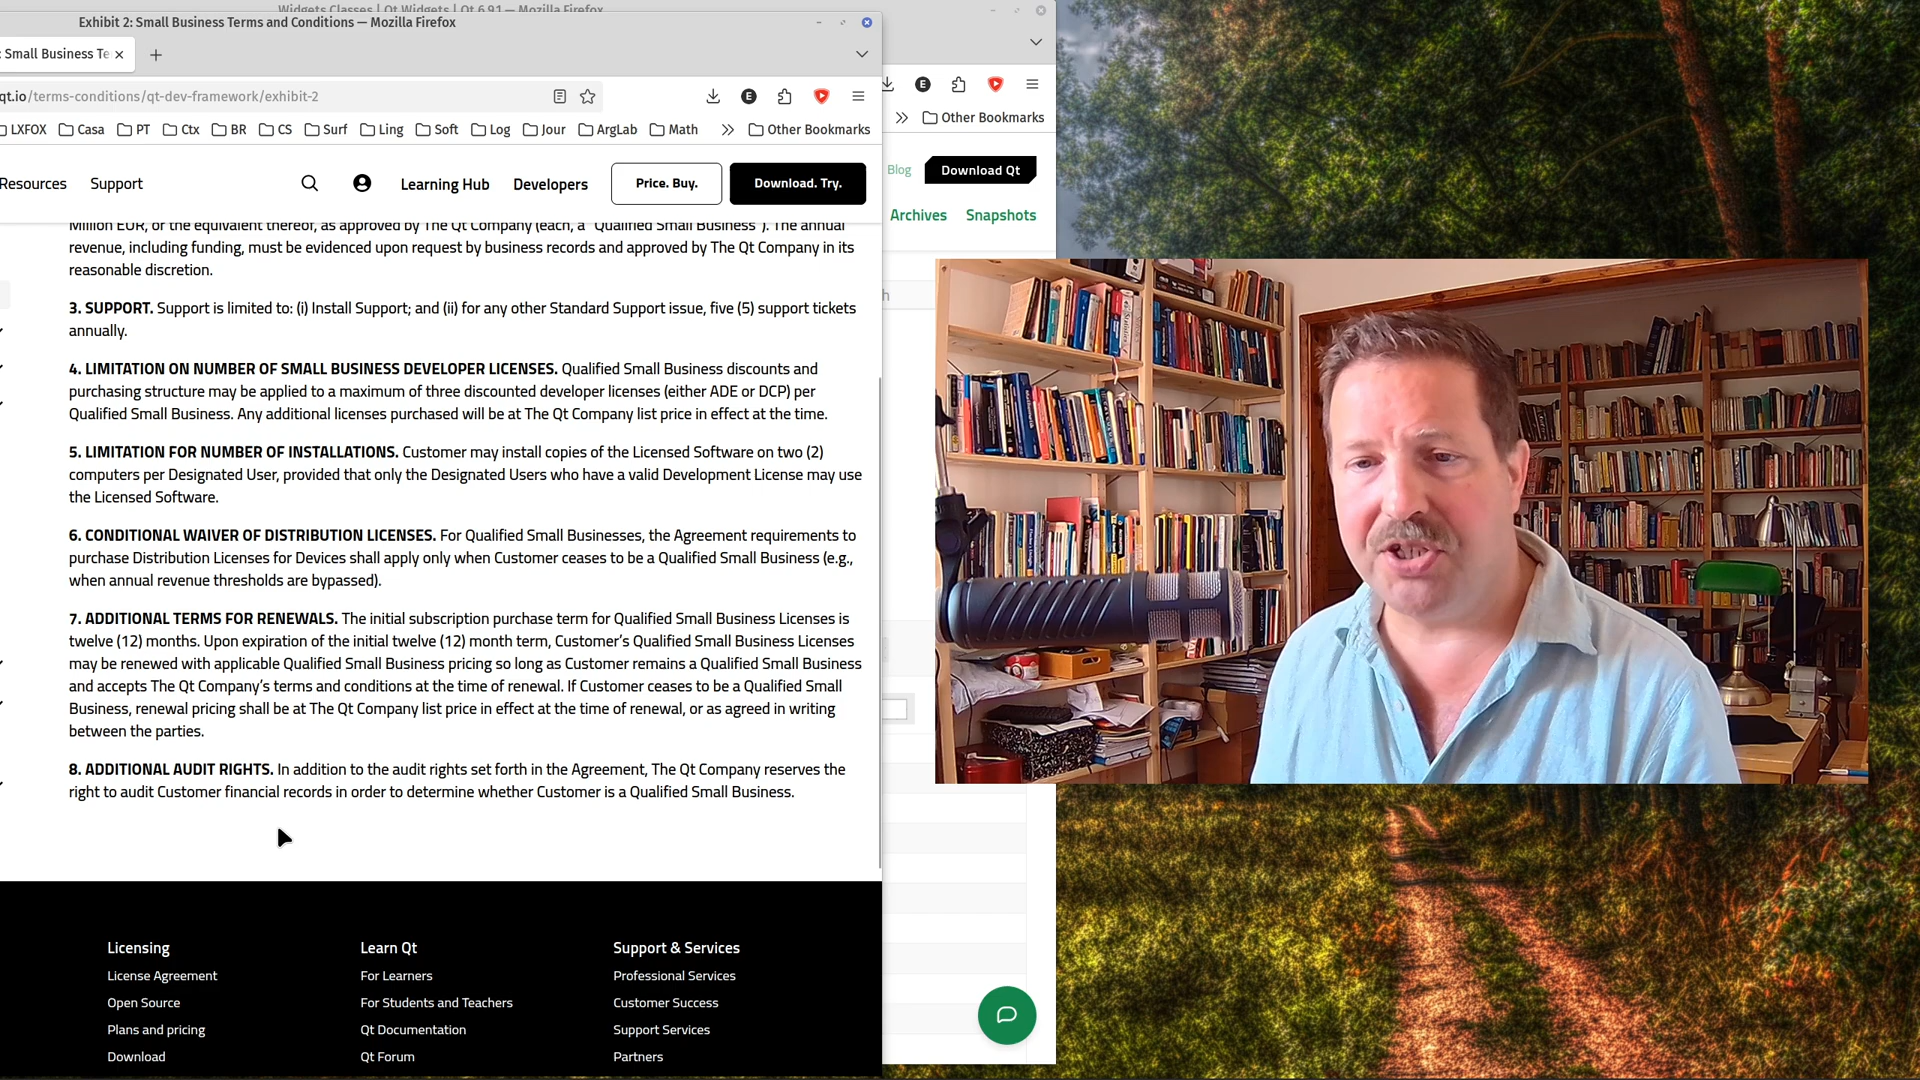 Widgets Classes | Qt Widgets | Qt 6.9.1 — Mozilla Firefox
Exhibit 2: Small Business Terms and Conditions — Mozilla Firefox
: Small Business Te
qt.io/terms-conditions/qt-dev-framework/exhibit-2
E
E
LXFOX Casa PT Ctx BR CS Surf Ling Soft Log Jour ArgLab Math Other Bookmarks
Other Bookmarks
Resources Support Learning Hub Developers Price. Buy. Download. Try.
Blog Download Qt
Archives Snapshots
Million EUR, or the equivalent thereof, as approved by The Qt Company (each, a "Qualified Small Business"). The annual
revenue, including funding, must be evidenced upon request by business records and approved by The Qt Company in its
reasonable discretion.
3. SUPPORT. Support is limited to: (i) Install Support; and (ii) for any other Standard Support issue, five (5) support tickets
annually.
4. LIMITATION ON NUMBER OF SMALL BUSINESS DEVELOPER LICENSES. Qualified Small Business discounts and
purchasing structure may be applied to a maximum of three discounted developer licenses (either ADE or DCP) per
Qualified Small Business. Any additional licenses purchased will be at The Qt Company list price in effect at the time.
5. LIMITATION FOR NUMBER OF INSTALLATIONS. Customer may install copies of the Licensed Software on two (2)
computers per Designated User, provided that only the Designated Users who have a valid Development License may use
the Licensed Software.
6. CONDITIONAL WAIVER OF DISTRIBUTION LICENSES. For Qualified Small Businesses, the Agreement requirements to
purchase Distribution Licenses for Devices shall apply only when Customer ceases to be a Qualified Small Business (e.g.,
when annual revenue thresholds are bypassed).
7. ADDITIONAL TERMS FOR RENEWALS. The initial subscription purchase term for Qualified Small Business Licenses is
twelve (12) months. Upon expiration of the initial twelve (12) month term, Customer's Qualified Small Business Licenses
may be renewed with applicable Qualified Small Business pricing so long as Customer remains a Qualified Small Business
and accepts The Qt Company's terms and conditions at the time of renewal. If Customer ceases to be a Qualified Small
Business, renewal pricing shall be at The Qt Company list price in effect at the time of renewal, or as agreed in writing
between the parties.
8. ADDITIONAL AUDIT RIGHTS. In addition to the audit rights set forth in the Agreement, The Qt Company reserves the
right to audit Customer financial records in order to determine whether Customer is a Qualified Small Business.
Licensing
License Agreement
Open Source
Plans and pricing
Download
Learn Qt
For Learners
For Students and Teachers
Qt Documentation
Qt Forum
Support & Services
Professional Services
Customer Success
Support Services
Partners